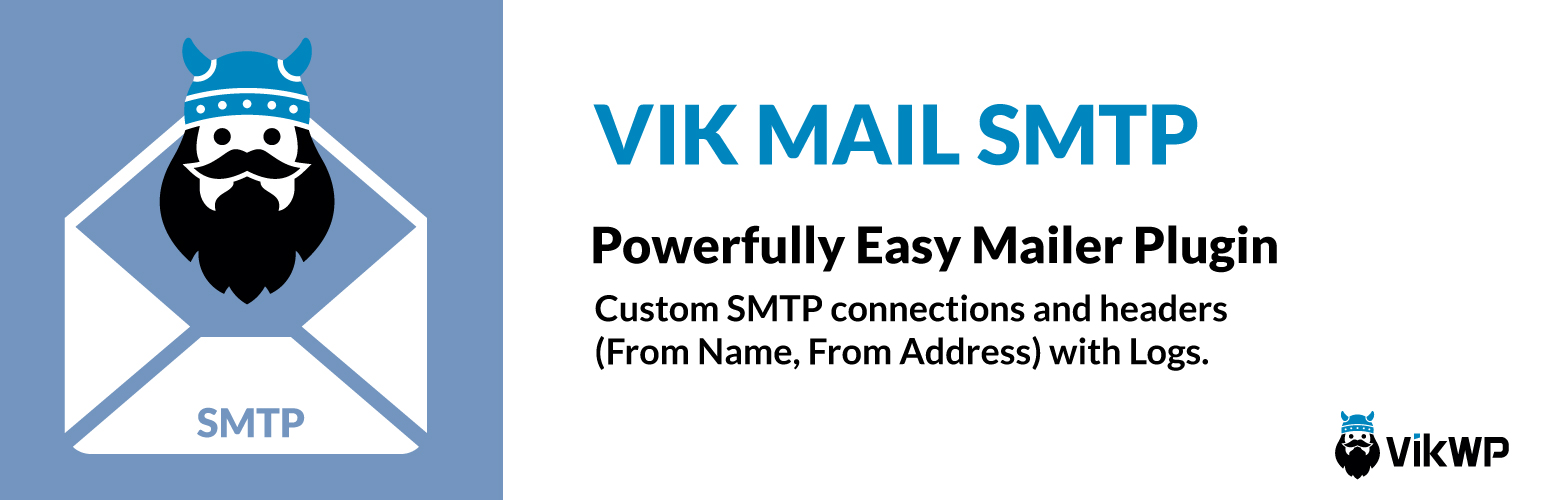 SMTP
VIK MAIL SMTP
Powerfully Easy Mailer Plugin
Custom SMTP connections and headers
(From Name, From Address) with Logs.
VikWP